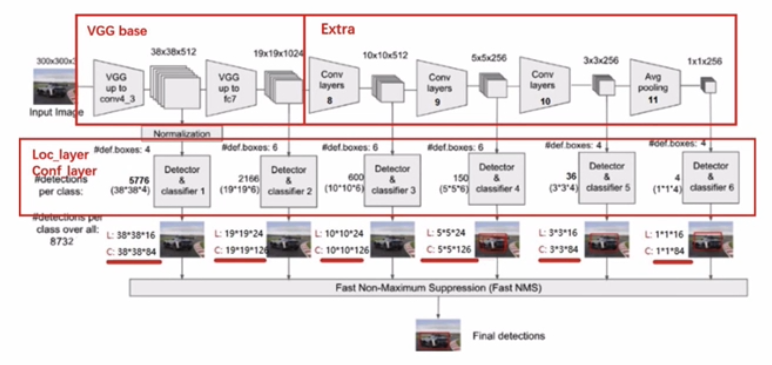 VGG base
Extra
300x300x3
38x38x512
19x19x1024
10x10x512
5x5x256
3x3x256
1x1x256
VGG up to conv4_3
VGG up to fc7
Conv layers 8
Conv layers 9
Conv layers 10
Avg pooling 11
Input Image
Normalization
Loc_layer
Conf_layer
#def.boxes: 4
#def.boxes: 6
#def.boxes: 6
#def.boxes: 6
#def.boxes: 4
#def.boxes: 4
#detections per class:
5776 (38*38*4)
Detector & classifier 1
2166 (19*19*6)
Detector & classifier 2
600 (10*10*6)
Detector & classifier 3
150 (5*5*6)
Detector & classifier 4
36 (3*3*4)
Detector & classifier 5
4 (1*1*4)
Detector & classifier 6
#detections per class over all: 8732
L: 38*38*16
C: 38*38*84
L: 19*19*24
C: 19*19*126
L: 10*10*24
C: 10*10*126
L: 5*5*24
C: 5*5*126
L: 3*3*16
C: 3*3*84
L: 1*1*16
C: 1*1*84
Fast Non-Maximum Suppression (Fast NMS)
Final detections